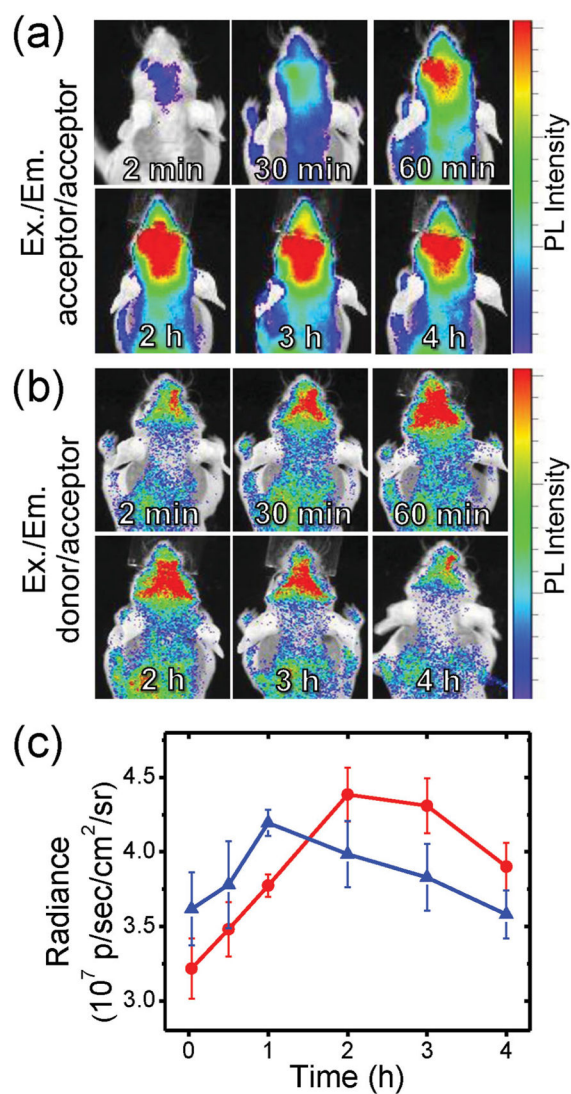 (a)
Ex./Em.
acceptor/acceptor
2 min
30 min
60 min
2 h
3 h
4 h
PL Intensity
(b)
Ex./Em.
donor/acceptor
2 min
30 min
60 min
2 h
3 h
4 h
PL Intensity
(c)
Radiance
(10⁷ p/sec/cm²/sr)
4.5
4.0
3.5
3.0
0 1 2 3 4
Time (h)